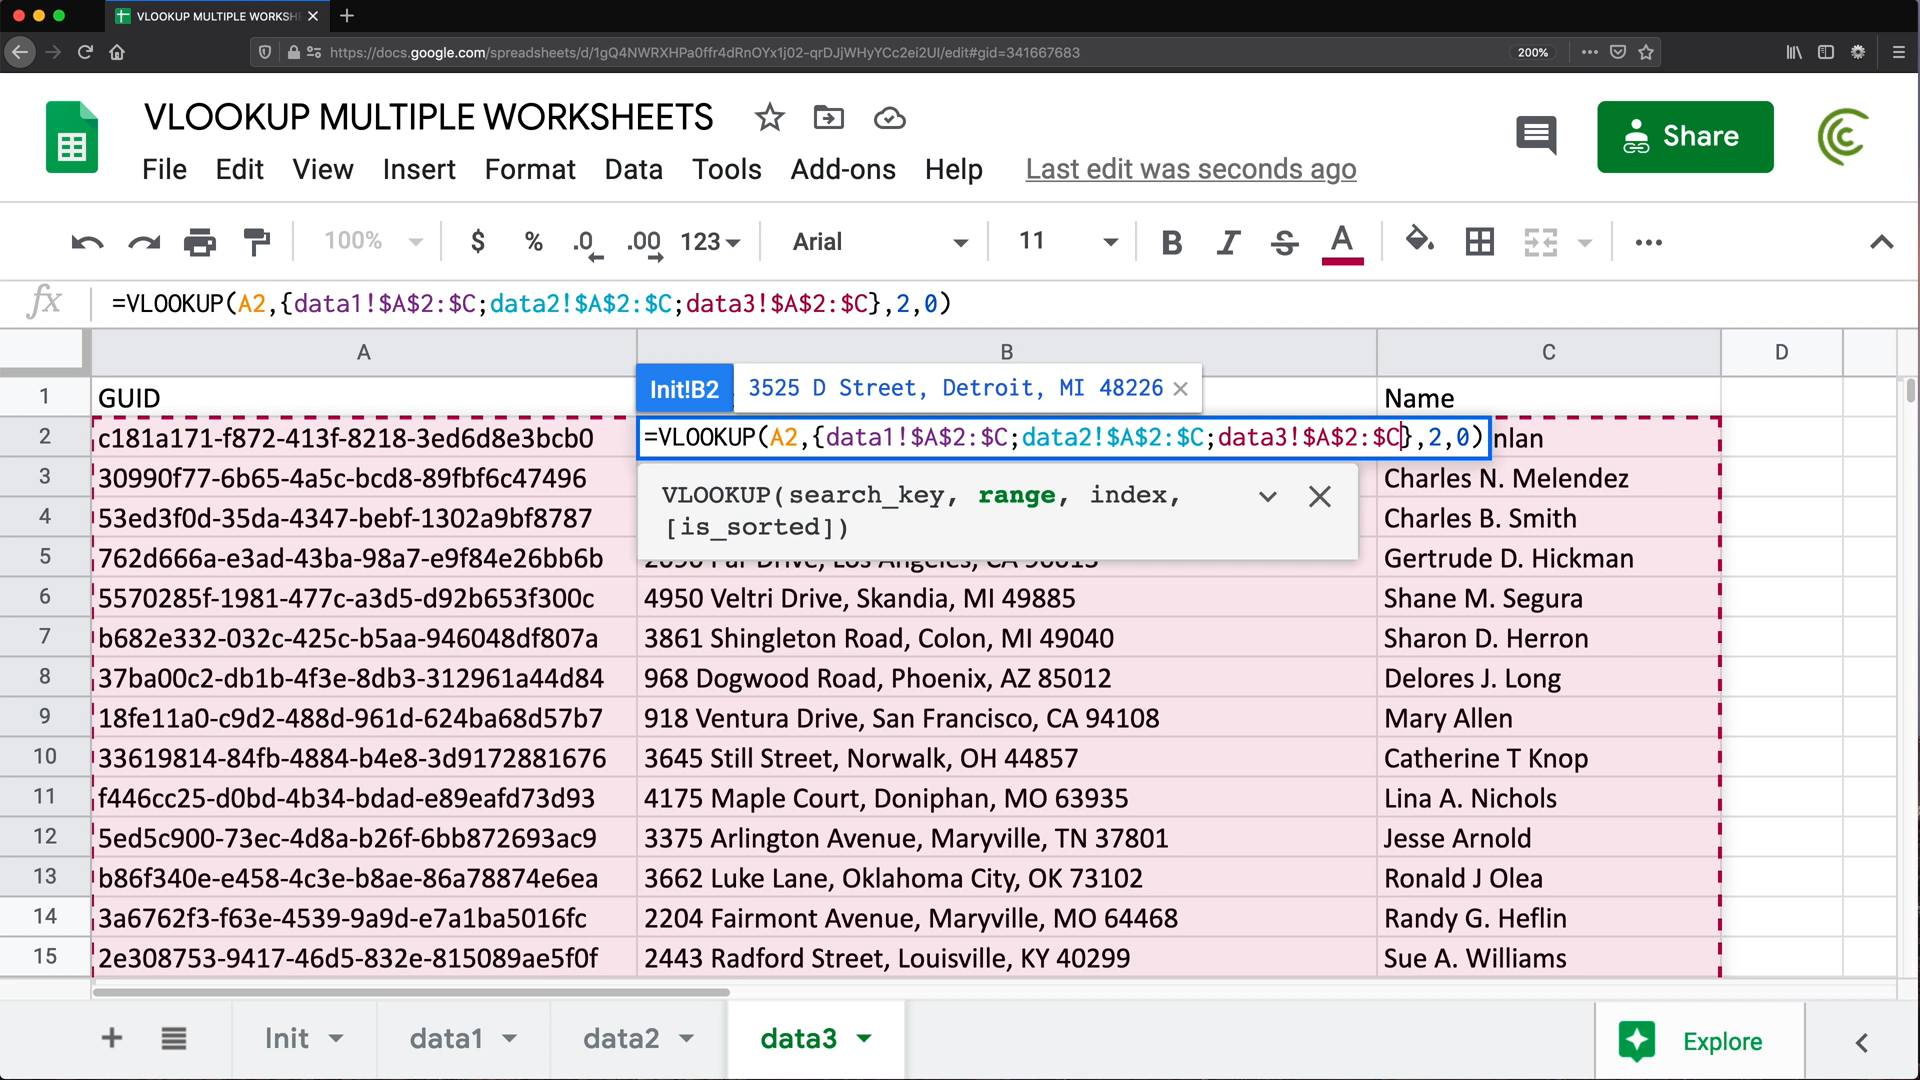 VLOOKUP MULTIPLE WORKSH
https://docs.google.com/spreadsheets/d/1gQ4NWRXHPa0ffr4dRnOYx1j02-qrDJjWHyYCc2ei2UI/edit#gid=341667683
200%
VLOOKUP MULTIPLE WORKSHEETS
File Edit View Insert Format Data Tools Add-ons Help Last edit was seconds ago
Share
100% $ % .0 .00 123 Arial 11 B I S A
fx =VLOOKUP(A2,{data1!$A$2:$C;data2!$A$2:$C;data3!$A$2:$C},2,0)
A B C D
1 GUID Name
Init!B2 3525 D Street, Detroit, MI 48226
2 c181a171-f872-413f-8218-3ed6d8e3bcb0 =VLOOKUP(A2,{data1!$A$2:$C;data2!$A$2:$C;data3!$A$2:$C},2,0) nlan
3 30990f77-6b65-4a5c-bcd8-89fbf6c47496 Charles N. Melendez
VLOOKUP(search_key, range, index,
[is_sorted])
4 53ed3f0d-35da-4347-bebf-1302a9bf8787 Charles B. Smith
5 762d666a-e3ad-43ba-98a7-e9f84e26bb6b Gertrude D. Hickman
6 5570285f-1981-477c-a3d5-d92b653f300c 4950 Veltri Drive, Skandia, MI 49885 Shane M. Segura
7 b682e332-032c-425c-b5aa-946048df807a 3861 Shingleton Road, Colon, MI 49040 Sharon D. Herron
8 37ba00c2-db1b-4f3e-8db3-312961a44d84 968 Dogwood Road, Phoenix, AZ 85012 Delores J. Long
9 18fe11a0-c9d2-488d-961d-624ba68d57b7 918 Ventura Drive, San Francisco, CA 94108 Mary Allen
10 33619814-84fb-4884-b4e8-3d9172881676 3645 Still Street, Norwalk, OH 44857 Catherine T Knop
11 f446cc25-d0bd-4b34-bdad-e89eafd73d93 4175 Maple Court, Doniphan, MO 63935 Lina A. Nichols
12 5ed5c900-73ec-4d8a-b26f-6bb872693ac9 3375 Arlington Avenue, Maryville, TN 37801 Jesse Arnold
13 b86f340e-e458-4c3e-b8ae-86a78874e6ea 3662 Luke Lane, Oklahoma City, OK 73102 Ronald J Olea
14 3a6762f3-f63e-4539-9a9d-e7a1ba5016fc 2204 Fairmont Avenue, Maryville, MO 64468 Randy G. Heflin
15 2e308753-9417-46d5-832e-815089ae5f0f 2443 Radford Street, Louisville, KY 40299 Sue A. Williams
Init data1 data2 data3 Explore